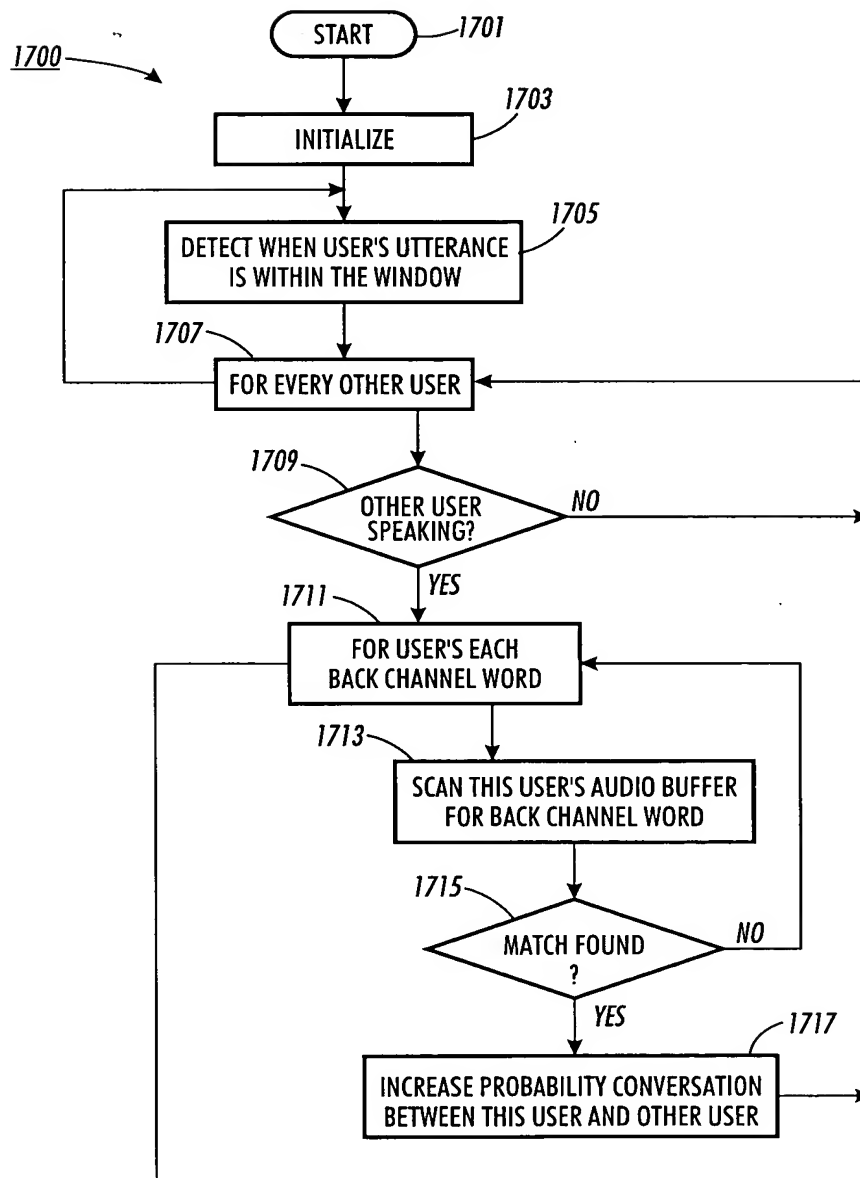 1700
START
1701
INITIALIZE
1703
DETECT WHEN USER'S UTTERANCE
IS WITHIN THE WINDOW
1705
1707
FOR EVERY OTHER USER
1709
OTHER USER
SPEAKING?
NO
YES
1711
FOR USER'S EACH
BACK CHANNEL WORD
1713
SCAN THIS USER'S AUDIO BUFFER
FOR BACK CHANNEL WORD
1715
MATCH FOUND
?
NO
YES
1717
INCREASE PROBABILITY CONVERSATION
BETWEEN THIS USER AND OTHER USER